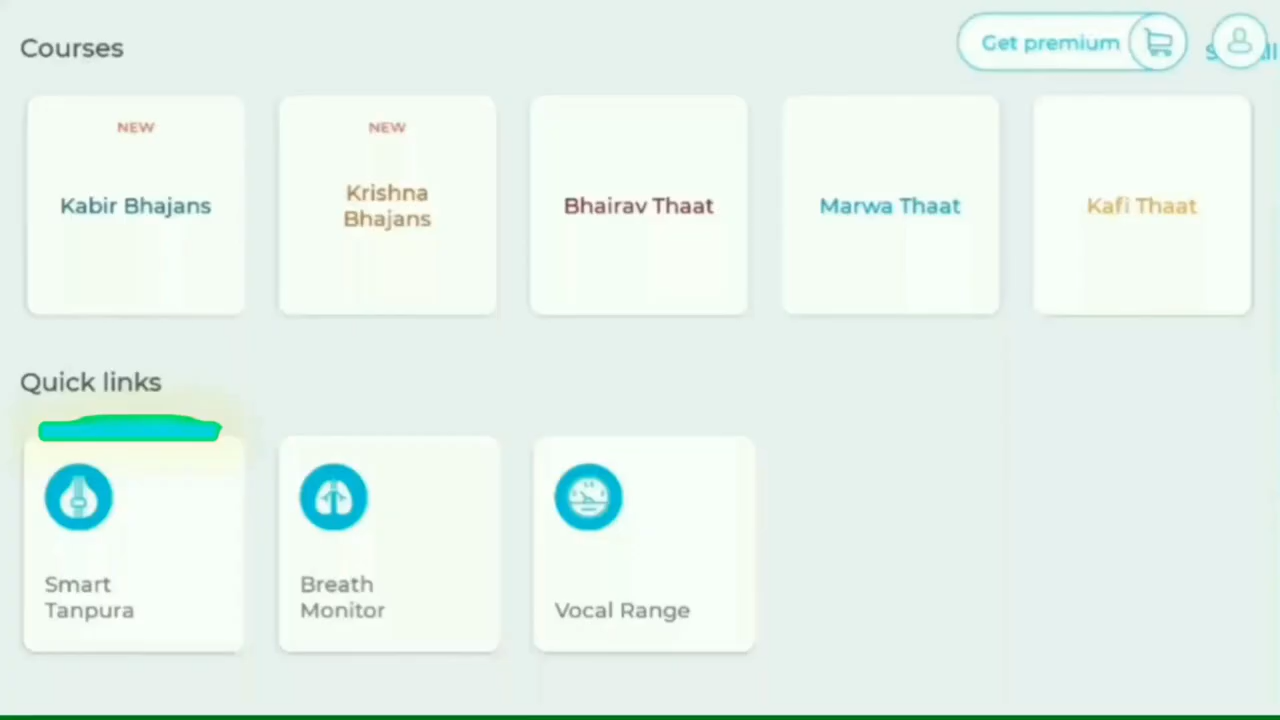 Courses
Get premium
NEW
NEW
Kabir Bhajans
Krishna
Bhajans
Bhairav Thaat
Marwa Thaat
Kafi Thaat
Quick links
Smart
Tanpura
Breath
Monitor
Vocal Range